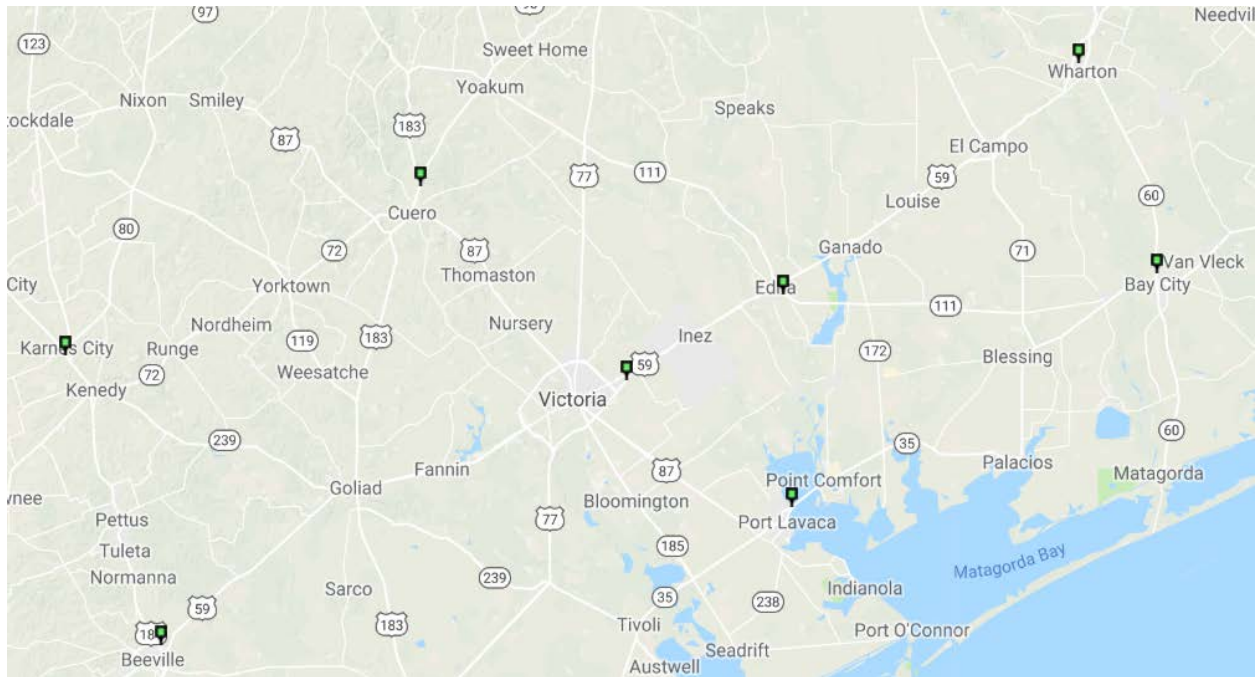 97
90
Needvil
123
Sweet Home
Wharton
Yoakum
Nixon
Smiley
Speaks
ockdale
183
87
El Campo
77
111
59
60
Louise
Cuero
80
72
87
Ganado
71
Van Vleck
Thomaston
City
Yorktown
Edna
Bay City
111
Nordheim
Nursery
Inez
183
119
Karnes City
Runge
172
Blessing
59
Weesatche
72
Kenedy
Victoria
239
35
60
Fannin
87
Palacios
Point Comfort
Matagorda
Goliad
wnee
Bloomington
Pettus
77
Port Lavaca
185
Tuleta
Matagorda Bay
Normanna
239
Sarco
Indianola
35
238
59
183
Tivoli
Port O'Connor
Seadrift
Beeville
Austwell